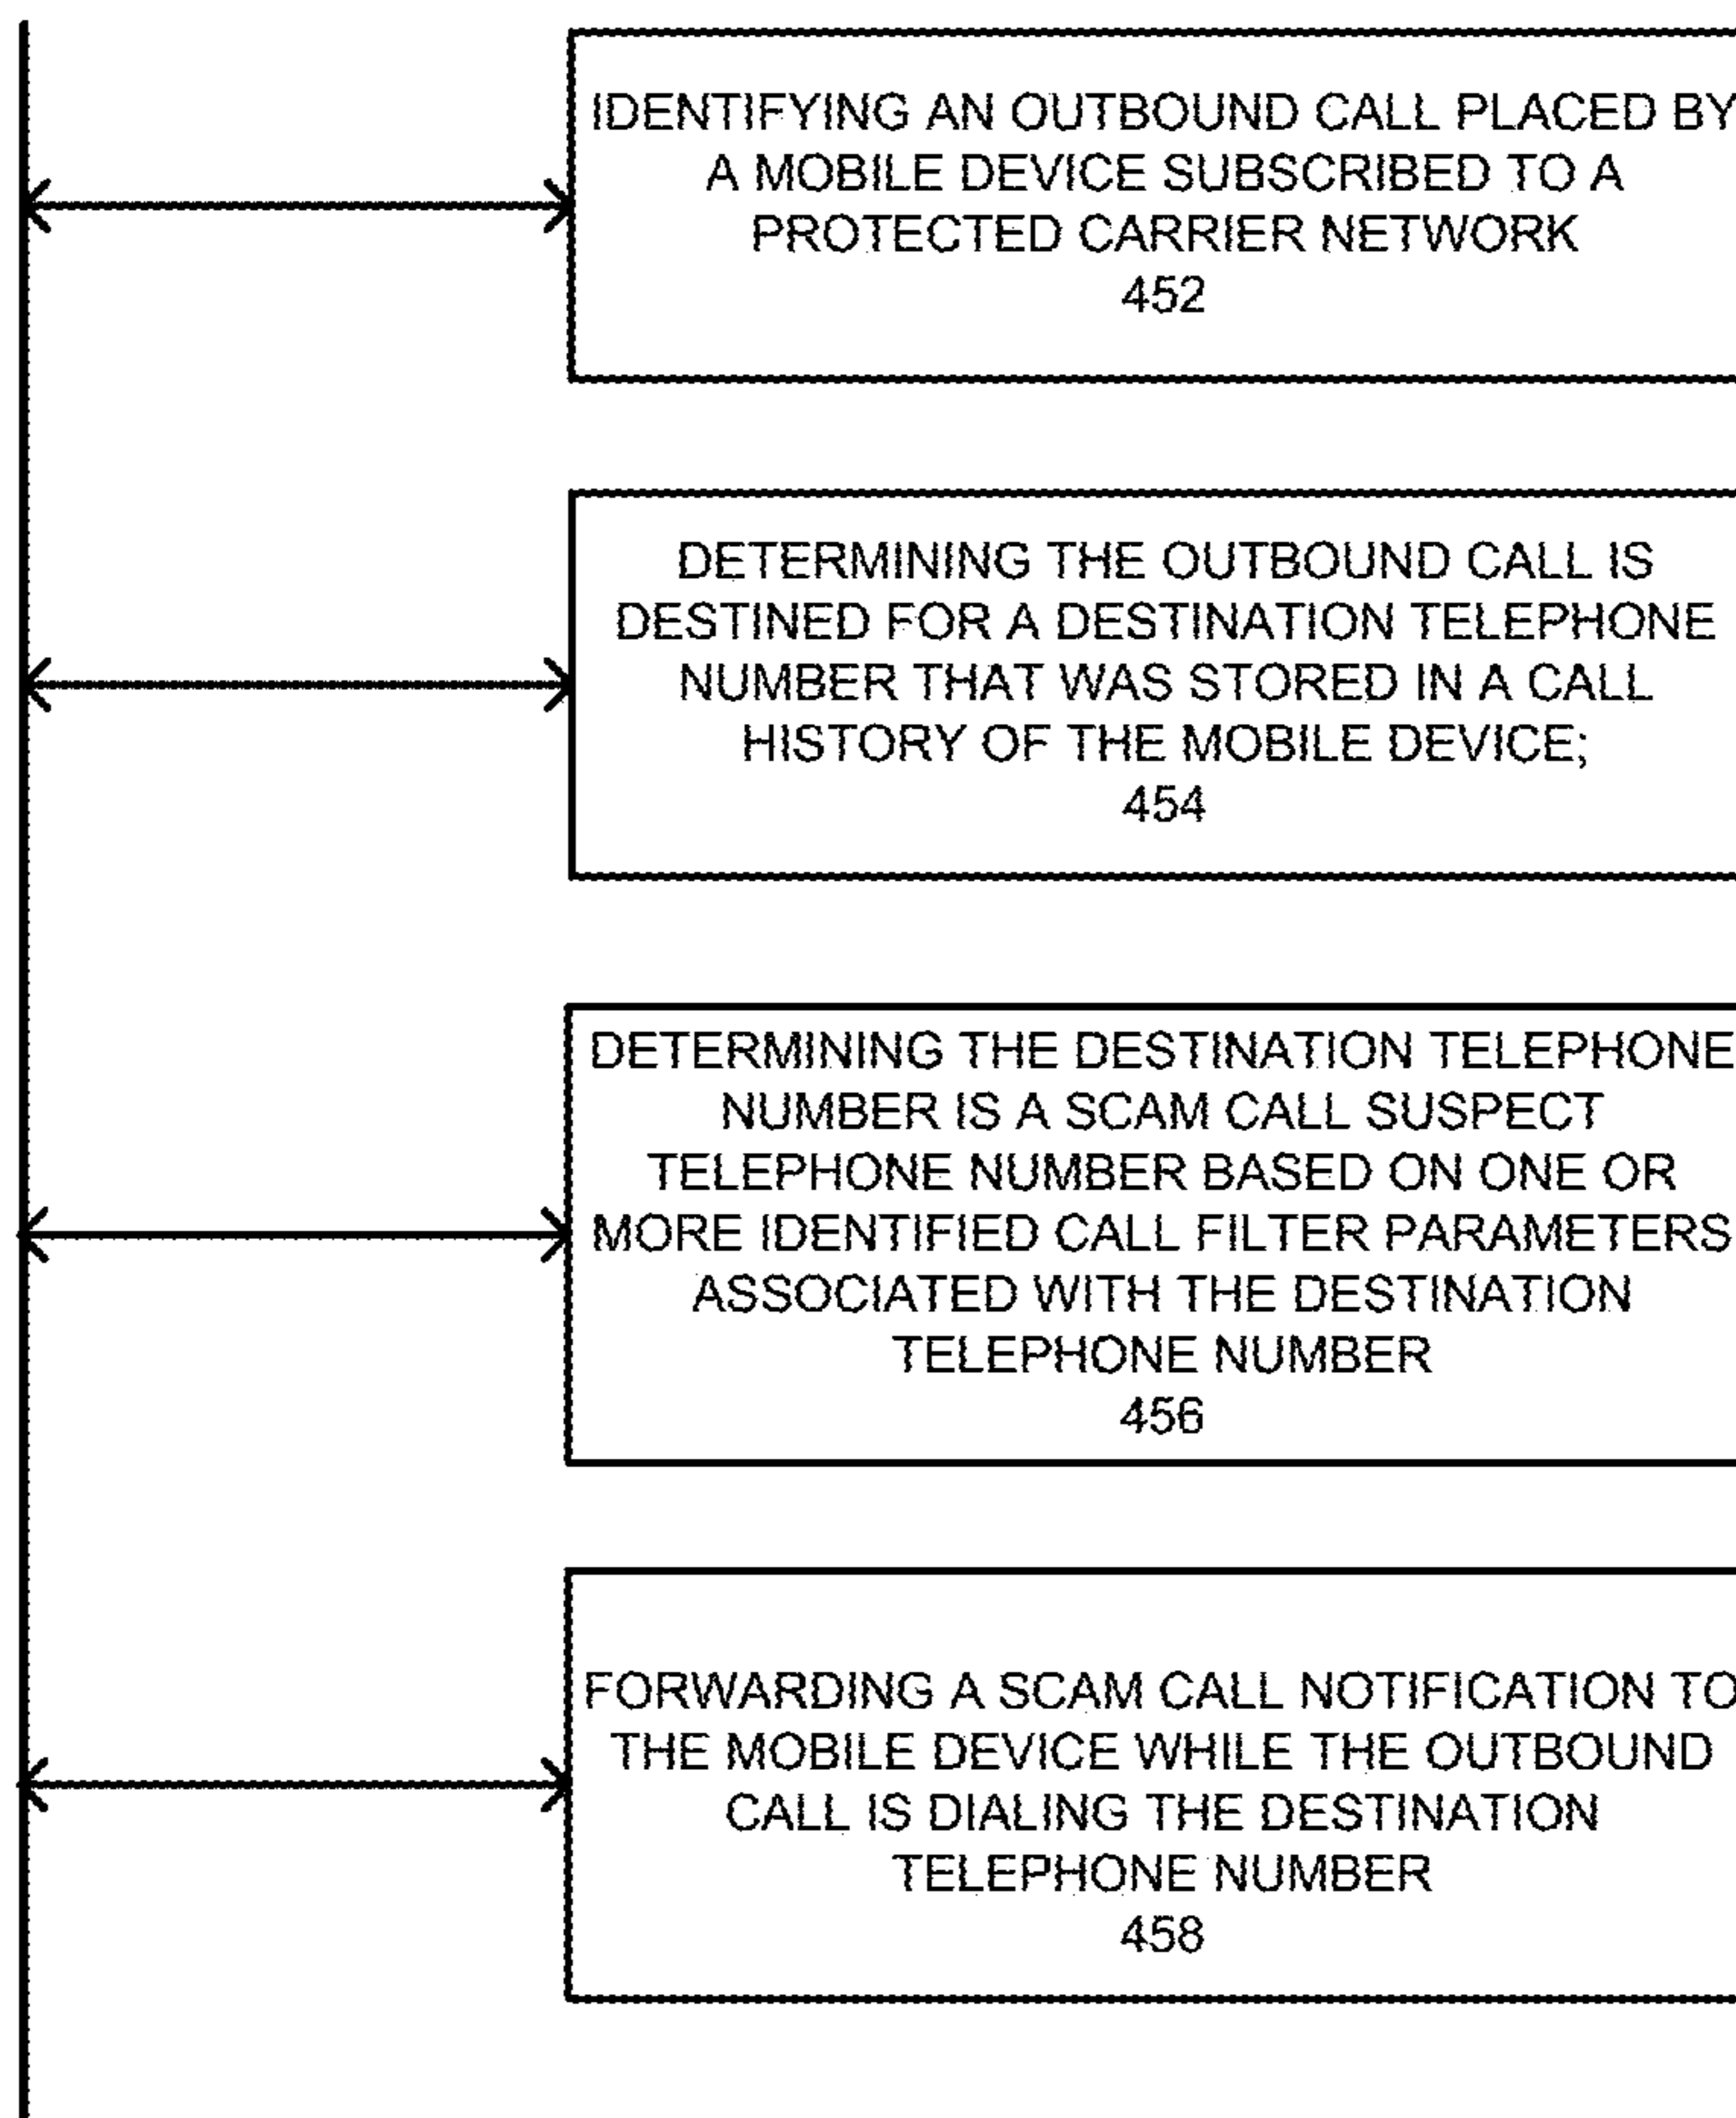 IDENTIFYING AN OUTBOUND CALL PLACED BY
A MOBILE DEVICE SUBSCRIBED TO A
PROTECTED CARRIER NETWORK
452
DETERMINING THE OUTBOUND CALL IS
DESTINED FOR A DESTINATION TELEPHONE
NUMBER THAT WAS STORED IN A CALL
HISTORY OF THE MOBILE DEVICE;
454
DETERMINING THE DESTINATION TELEPHONE
NUMBER IS A SCAM CALL SUSPECT
TELEPHONE NUMBER BASED ON ONE OR
MORE IDENTIFIED CALL FILTER PARAMETERS
ASSOCIATED WITH THE DESTINATION
TELEPHONE NUMBER
456
FORWARDING A SCAM CALL NOTIFICATION TO
THE MOBILE DEVICE WHILE THE OUTBOUND
CALL IS DIALING THE DESTINATION
TELEPHONE NUMBER
458